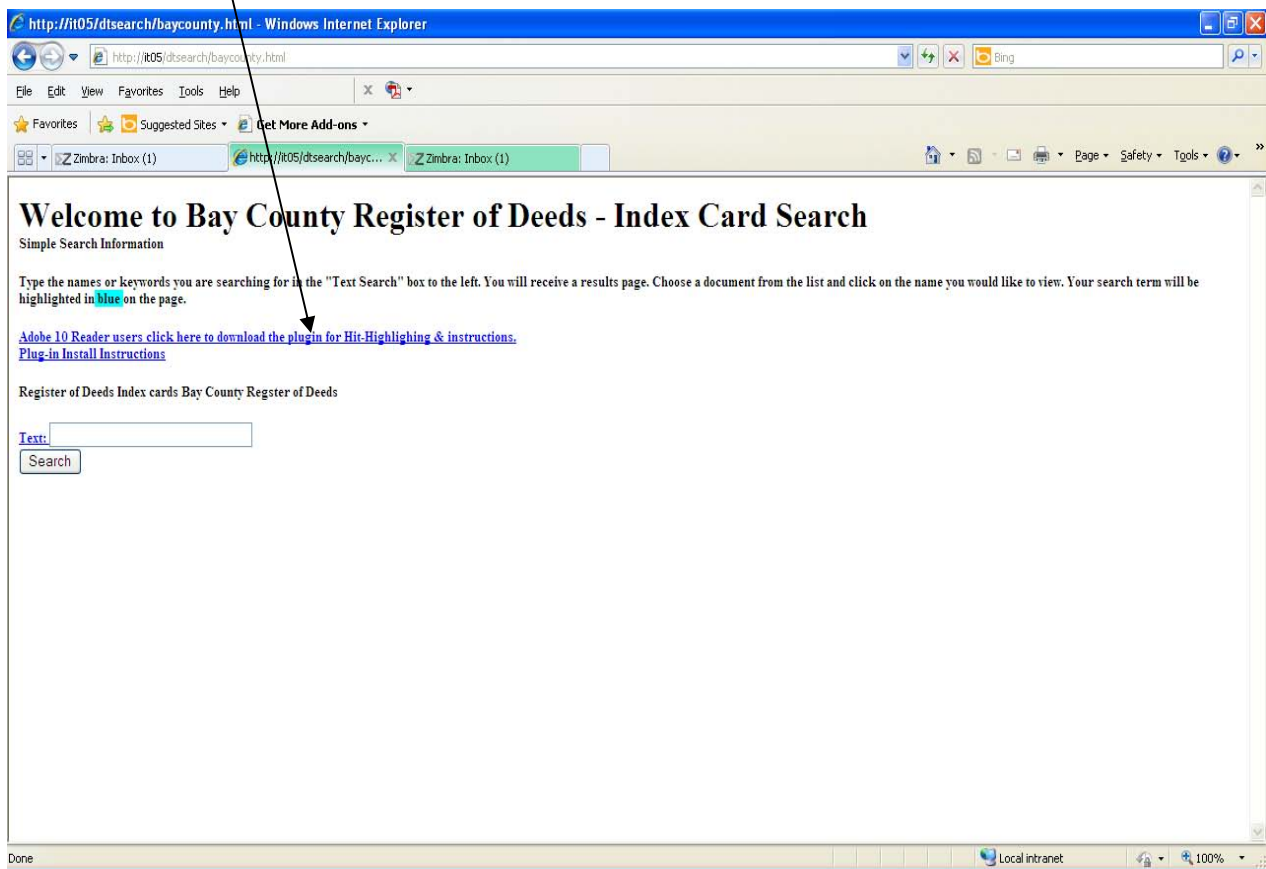 http://it05/dtsearch/baycounty.html - Windows Internet Explorer
http://it05/dtsearch/baycounty.html
Bing
File Edit View Favorites Tools Help
Favorites Suggested Sites Get More Add-ons
Zimbra: Inbox (1) http://it05/dtsearch/bayc... Zimbra: Inbox (1) Page Safety Tools
Welcome to Bay County Register of Deeds - Index Card Search
Simple Search Information
Type the names or keywords you are searching for in the "Text Search" box to the left. You will receive a results page. Choose a document from the list and click on the name you would like to view. Your search term will be
highlighted in blue on the page.
Adobe 10 Reader users click here to download the plugin for Hit-Highlighing & instructions.
Plug-in Install Instructions
Register of Deeds Index cards Bay County Regster of Deeds
Text:
Search
Done Local intranet 100%